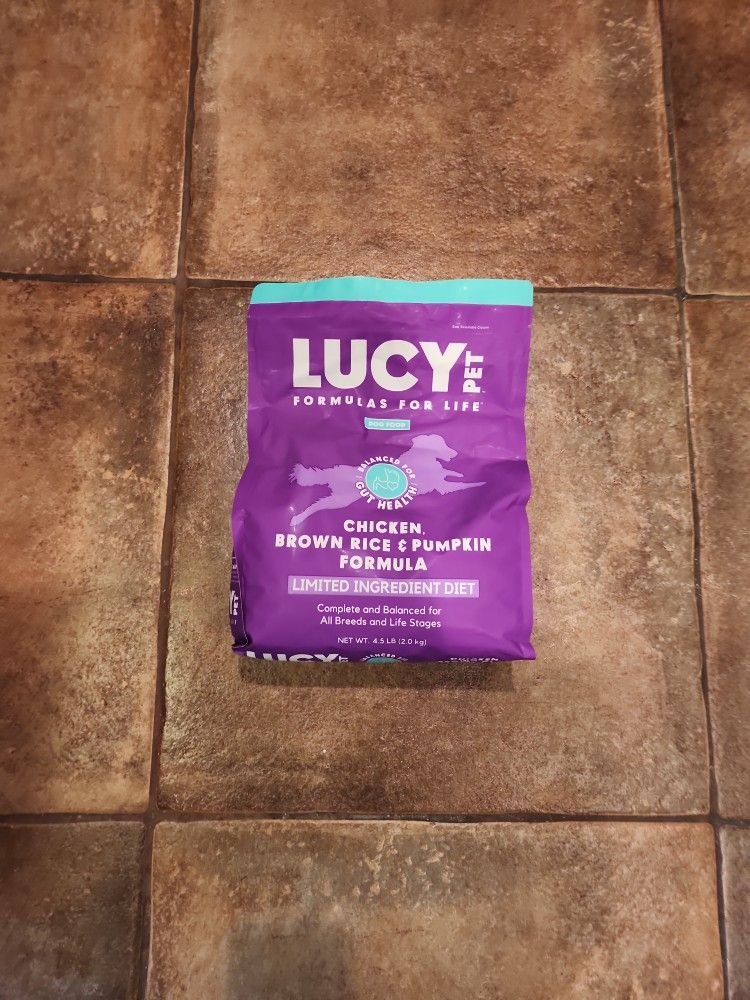 LUCY PET
FORMULAS FOR LIFE
DOG FOOD
BALANCED FOR
GUT HEALTH
CHICKEN,
BROWN RICE & PUMPKIN
FORMULA
LIMITED INGREDIENT DIET
Complete and Balanced for
All Breeds and Life Stages
NET WT. 4.5 LB (2.0 kg)